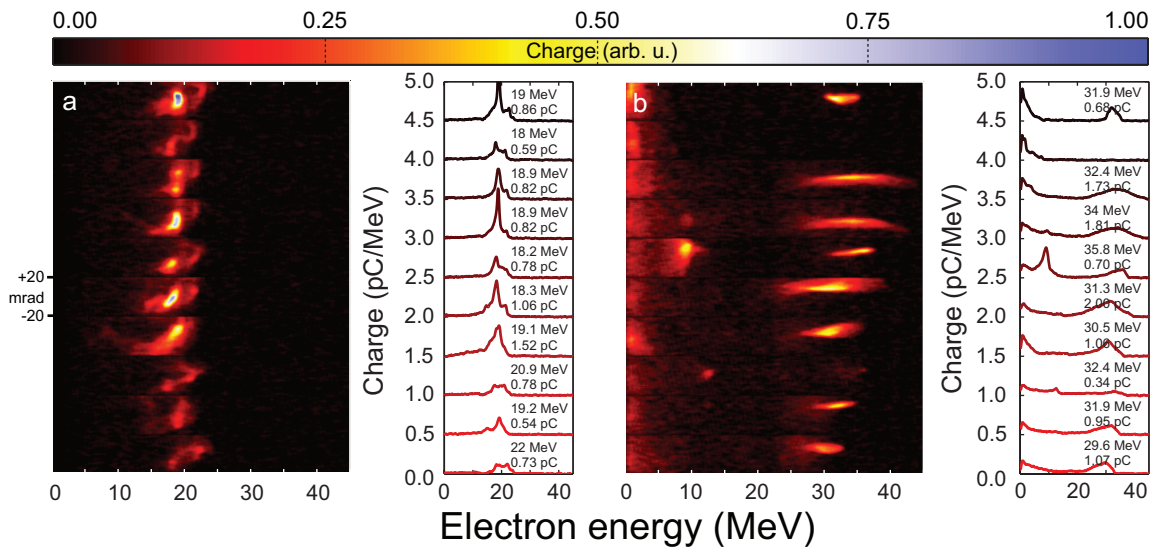 0.00 0.25 0.50 0.75 1.00
Charge (arb. u.)
a
+20
mrad
-20
0 10 20 30 40
Charge (pC/MeV)
5.0
4.5
4.0
3.5
3.0
2.5
2.0
1.5
1.0
0.5
0.0
19 MeV
0.86 pC
18 MeV
0.59 pC
18.9 MeV
0.82 pC
18.9 MeV
0.82 pC
18.2 MeV
0.78 pC
18.3 MeV
1.06 pC
19.1 MeV
1.52 pC
20.9 MeV
0.78 pC
19.2 MeV
0.54 pC
22 MeV
0.73 pC
0 20 40
b
0 10 20 30 40
Charge (pC/MeV)
5.0
4.5
4.0
3.5
3.0
2.5
2.0
1.5
1.0
0.5
0.0
31.9 MeV
0.68 pC
32.4 MeV
1.73 pC
34 MeV
1.81 pC
35.8 MeV
0.70 pC
31.3 MeV
2.06 pC
30.5 MeV
1.06 pC
32.4 MeV
0.34 pC
31.9 MeV
0.95 pC
29.6 MeV
1.07 pC
0 20 40
Electron energy (MeV)